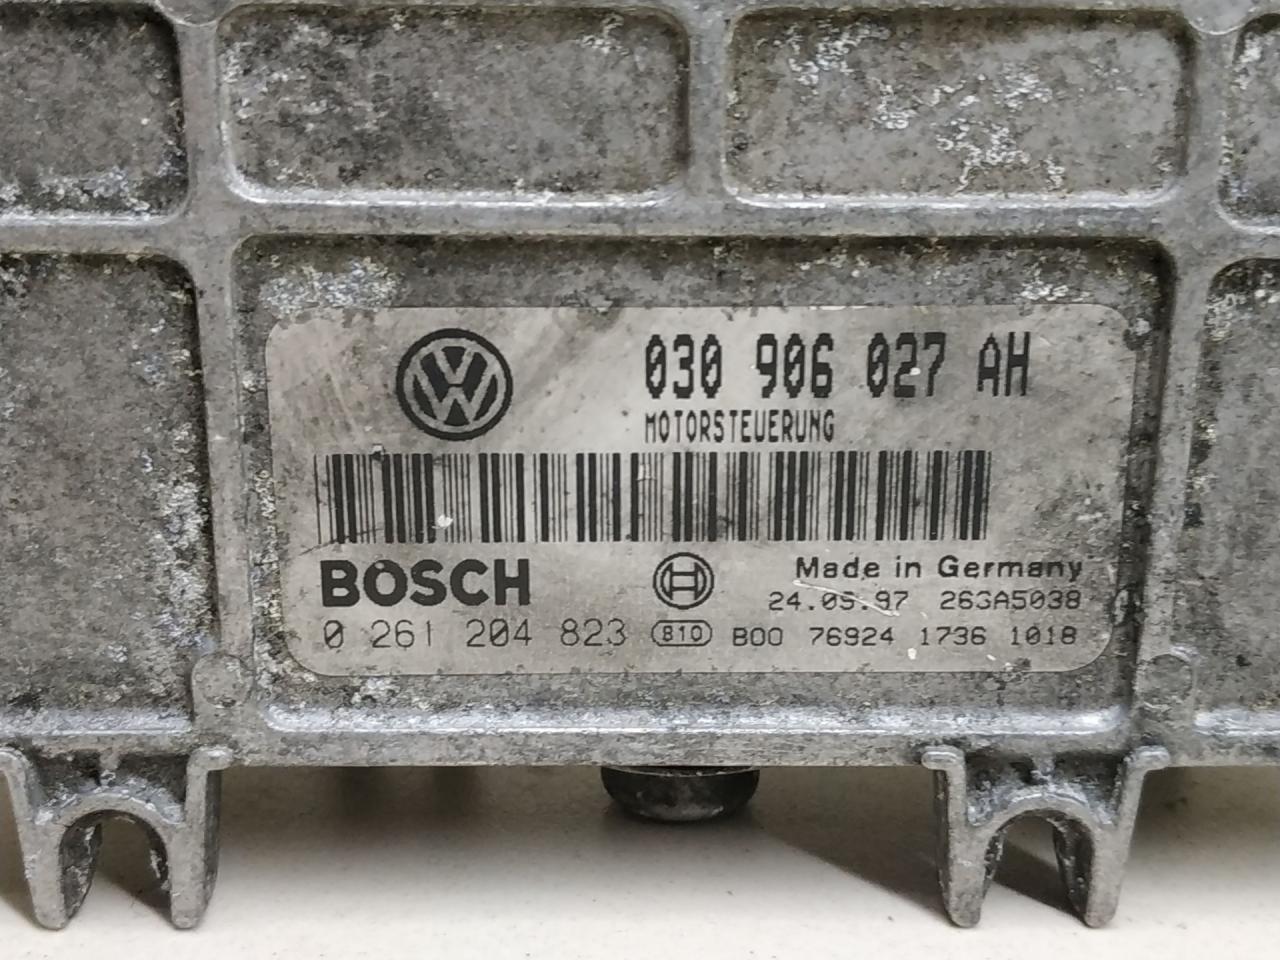 030 906 027 AH
MOTORSTEUERUNG
BOSCH
Made in Germany
24.09.97 263A5038
0 261 204 823 B10 B00 76924 1736 1018